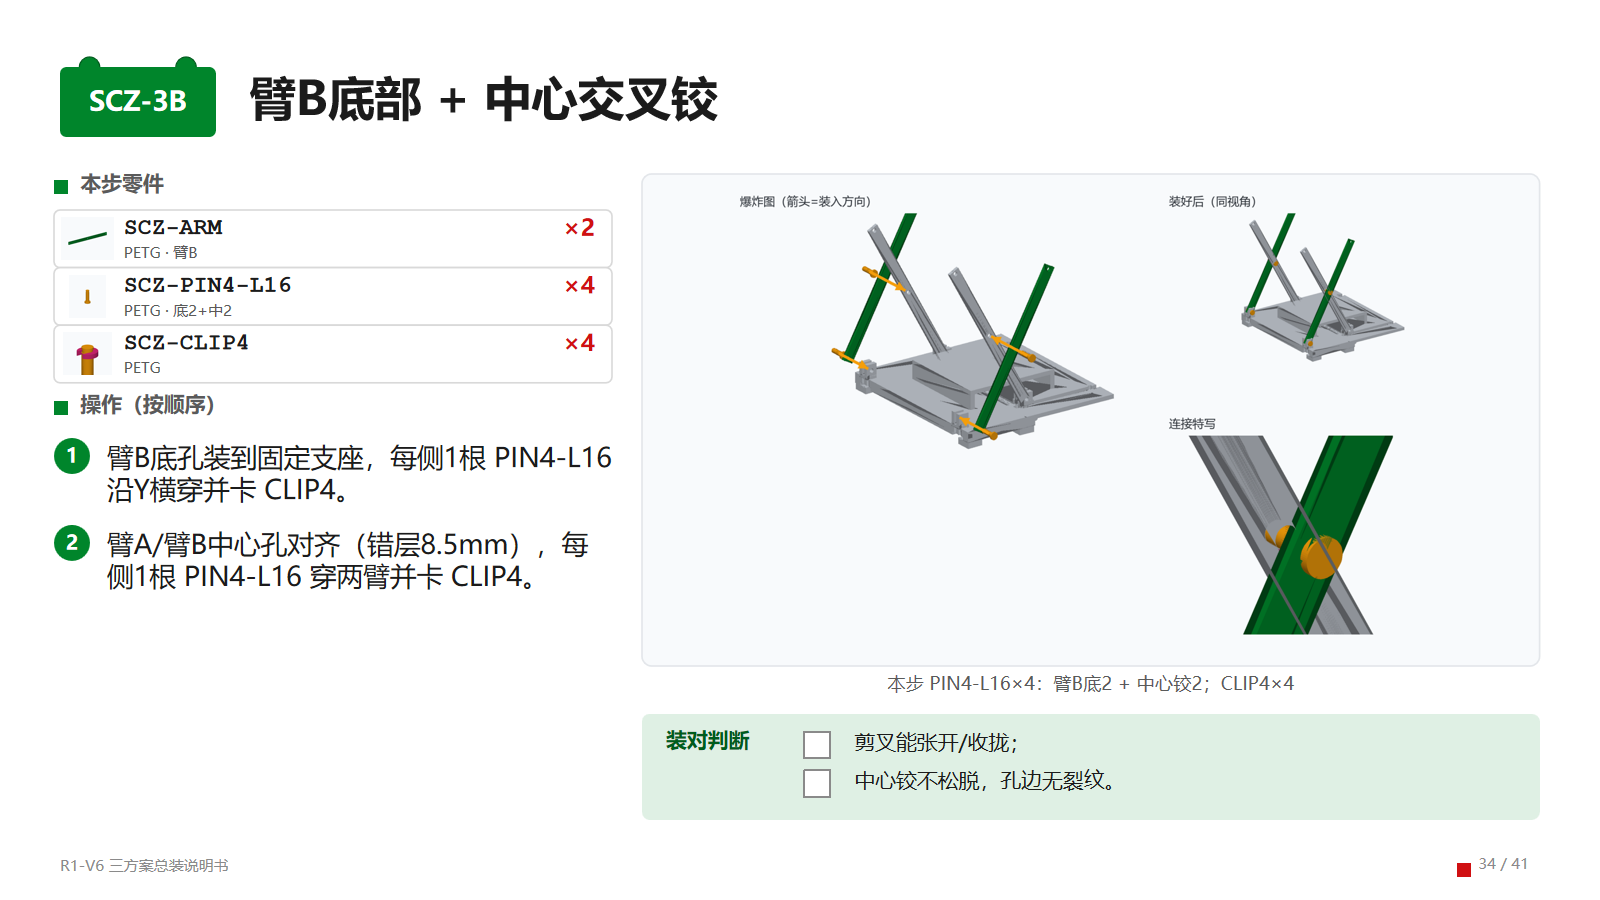 SCZ-3B
臂B底部 + 中心交叉铰
本步零件
SCZ-ARM
×2
PETG · 臂B
SCZ-PIN4-L16
×4
PETG · 底2+中2
SCZ-CLIP4
×4
PETG
操作（按顺序）
1
臂B底孔装到固定支座，每侧1根 PIN4-L16
沿Y横穿并卡 CLIP4。
2
臂A/臂B中心孔对齐（错层8.5mm），每
侧1根 PIN4-L16 穿两臂并卡 CLIP4。
爆炸图（箭头=装入方向）
装好后（同视角）
连接特写
本步 PIN4-L16×4：臂B底2 + 中心铰2；CLIP4×4
装对判断
剪叉能张开/收拢；
中心铰不松脱，孔边无裂纹。
R1-V6 三方案总装说明书
34 / 41